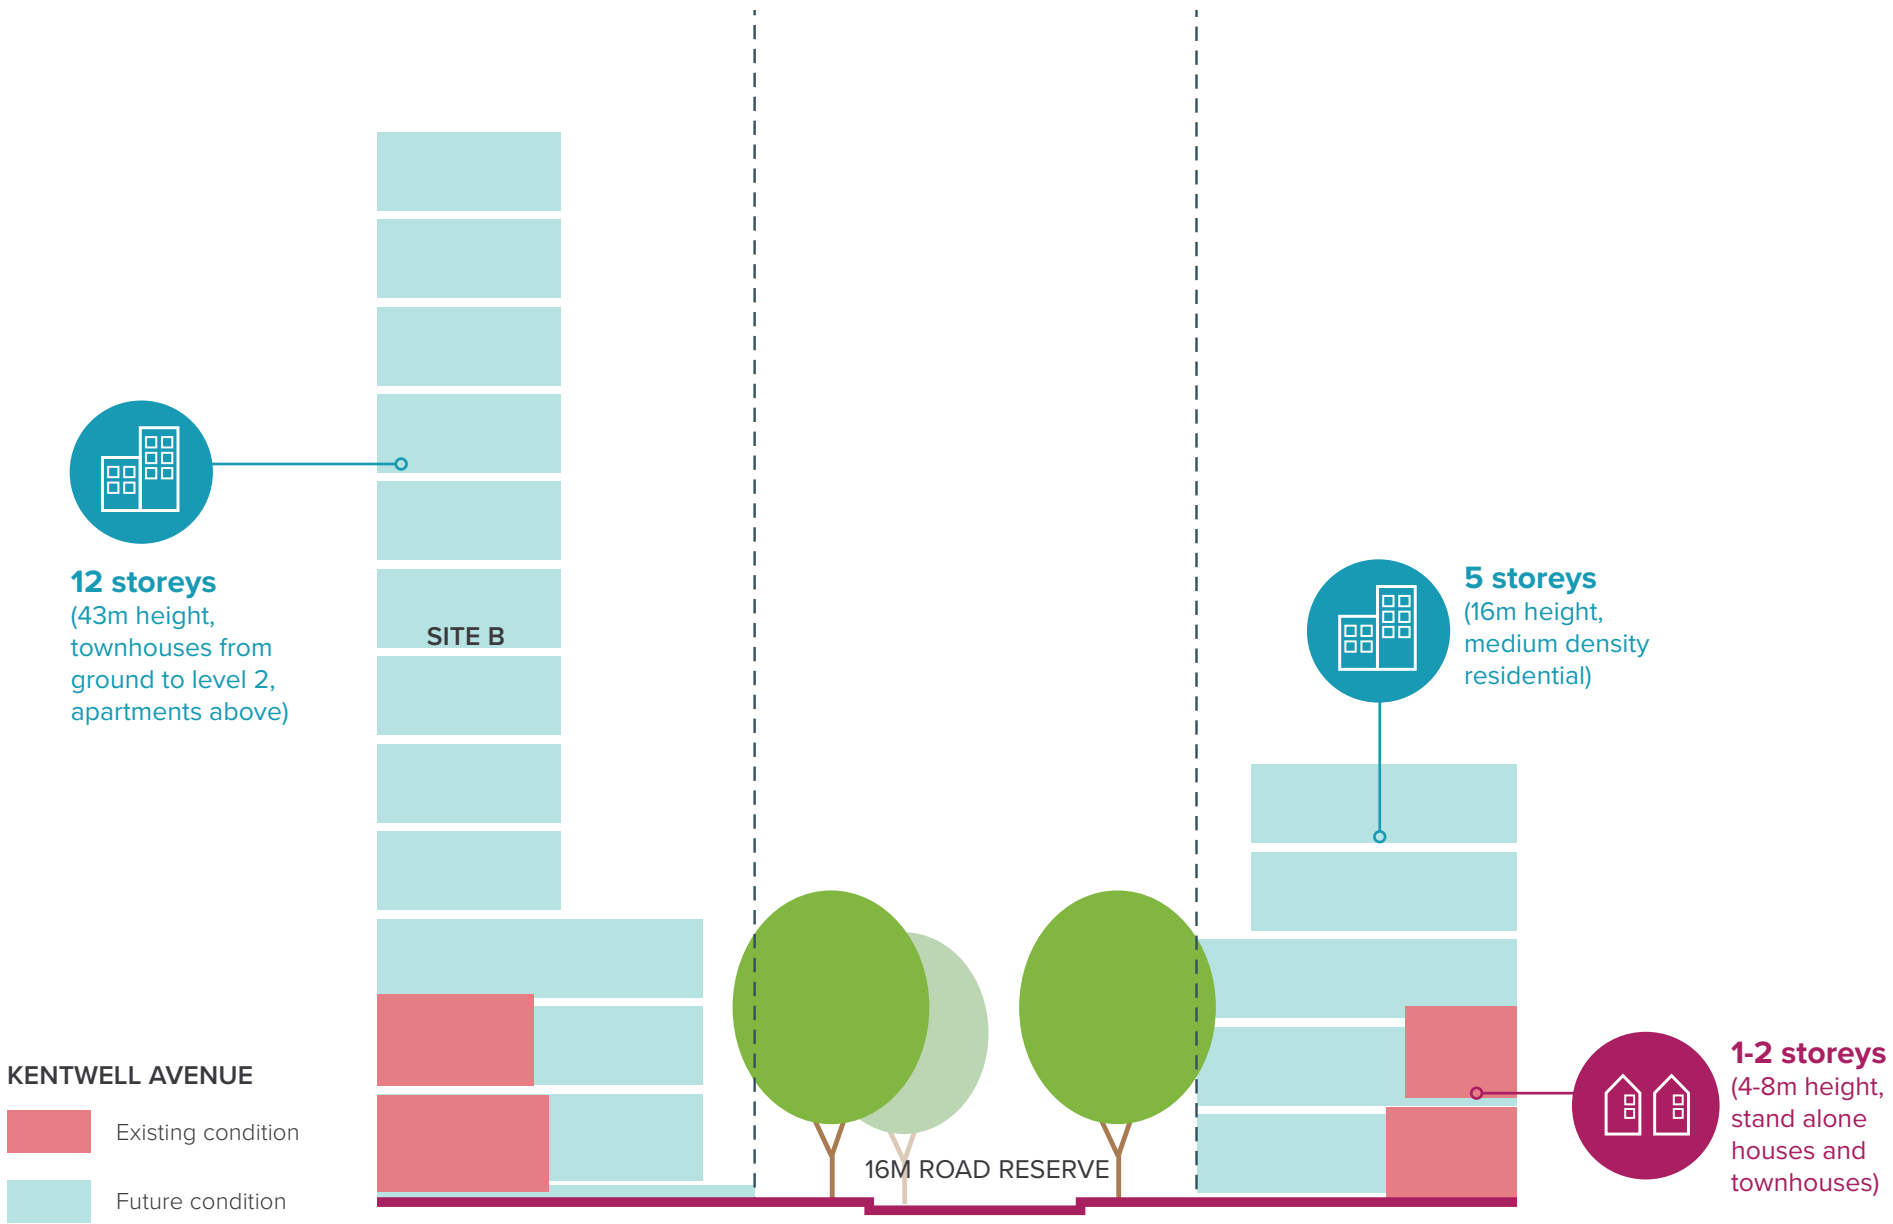 12 storeys
(43m height,
townhouses from
ground to level 2,
apartments above)
SITE B
5 storeys
(16m height,
medium density
residential)
1-2 storeys
(4-8m height,
stand alone
houses and
townhouses)
16M ROAD RESERVE
KENTWELL AVENUE
Existing condition
Future condition